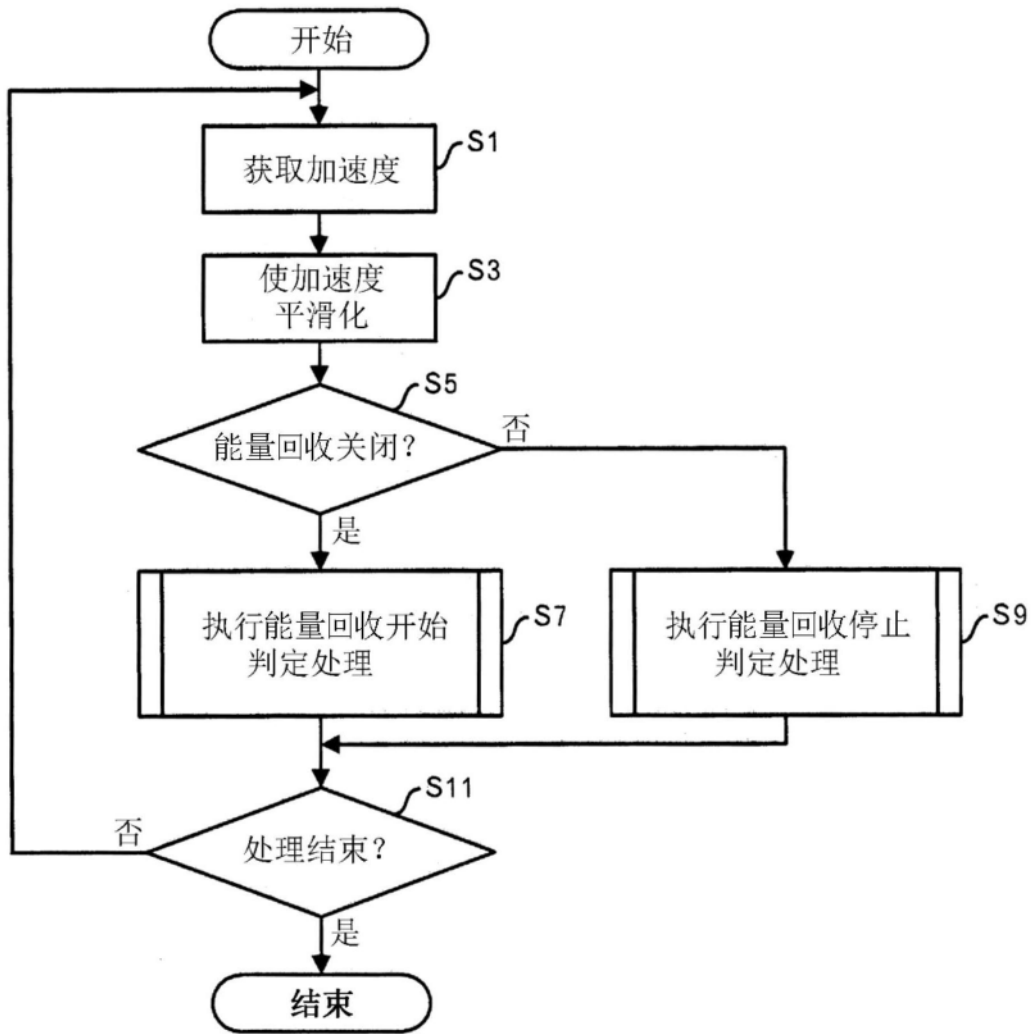 开始
获取加速度
S1
使加速度
平滑化
S3
S5
能量回收关闭?
否
是
执行能量回收开始
判定处理
S7
执行能量回收停止
判定处理
S9
S11
处理结束?
否
是
结束